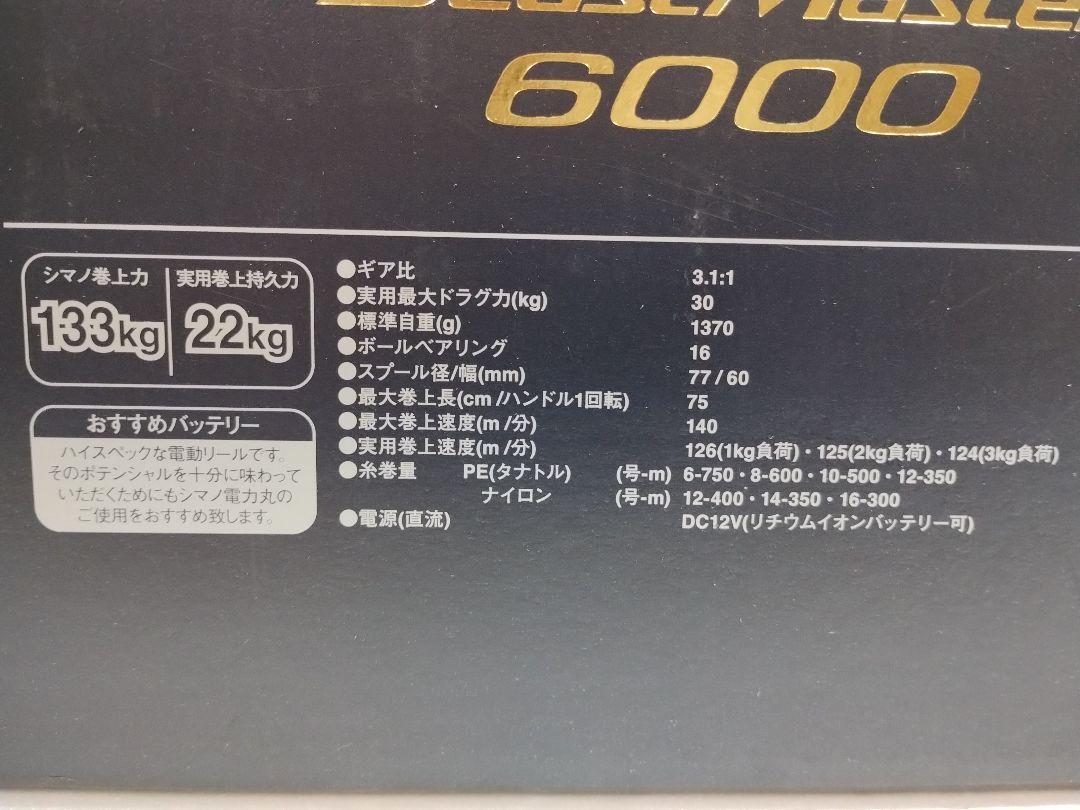 BeastMaster
6000
シマノ巻上力
133kg
実用巻上持久力
22kg
おすすめバッテリー
ハイスペックな電動リールです。
そのポテンシャルを十分に味わって
いただくためにもシマノ電力丸の
ご使用をおすすめ致します。
●ギア比 3.1:1
●実用最大ドラグ力(kg) 30
●標準自重(g) 1370
●ボールベアリング 16
●スプール径/幅(mm) 77/60
●最大巻上長(cm/ハンドル1回転) 75
●最大巻上速度(m/分) 140
●実用巻上速度(m/分) 126(1kg負荷)・125(2kg負荷)・124(3kg負荷)
●糸巻量 PE(タナトル) (号-m) 6-750・8-600・10-500・12-350
ナイロン (号-m) 12-400・14-350・16-300
●電源(直流) DC12V(リチウムイオンバッテリー可)